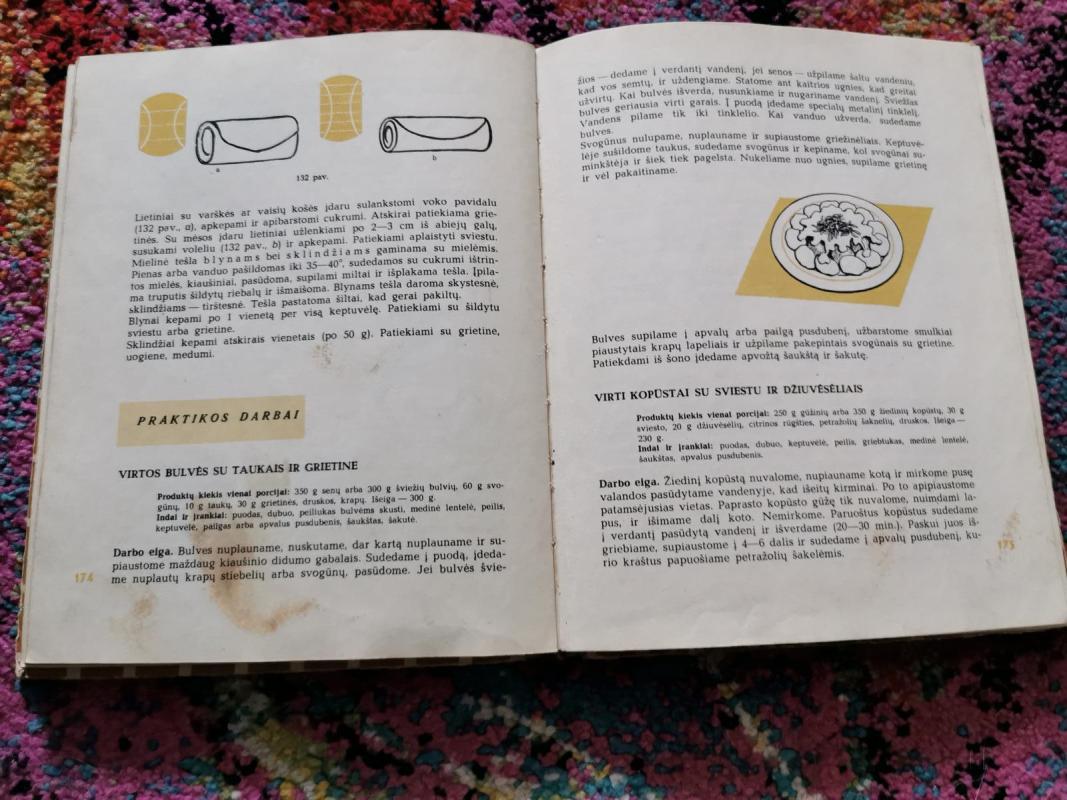 a
b
132 pav.
Lietiniai su varškės ar vaisių košės įdaru sulankstomi voko pavidalu
(132 pav., a), apkepami ir apibarstomi cukrumi. Atskirai patiekiama grie-
tinės. Su mėsos įdaru lietiniai užlenkiami po 2—3 cm iš abiejų galų,
susukami voleliu (132 pav., b) ir apkepami. Patiekiami aplaistyti sviestu.
Mielinė tešla blynams bei sklindžiams gaminama su mielėmis.
Pienas arba vanduo pašildomas iki 35—40°, sudedamos su cukrumi ištrin-
tos mielės, kiaušiniai, pasūdoma, supilami miltai ir išplakama tešla. Įpila-
ma truputis šildytų riebalų ir išmaišoma. Blynams tešla daroma skystesnė,
sklindžiams — tirštesnė. Tešla pastatoma šiltai, kad gerai pakiltų.
Blynai kepami po 1 vienetą per visą keptuvėlę. Patiekiami su šildytu
sviestu arba grietine.
Sklindžiai kepami atskirais vienetais (po 50 g). Patiekiami su grietine,
uogiene, medumi.
PRAKTIKOS DARBAI
VIRTOS BULVĖS SU TAUKAIS IR GRIETINE
Produktų kiekis vienai porcijai: 350 g senų arba 300 g šviežių bulvių, 60 g svo-
gūnų, 10 g taukų, 30 g grietinės, druskos, krapų. Išeiga — 300 g.
Indai ir įrankiai: puodas, dubuo, peiliukas bulvėms skusti, medinė lentelė, peilis,
keptuvėlė, pailgas arba apvalus pusdubenis, šaukštas, šakutė.
Darbo eiga. Bulves nuplauname, nuskutame, dar kartą nuplauname ir su-
piaustome maždaug kiaušinio didumo gabalais. Sudedame į puodą, įdeda-
me nuplautų krapų stiebelių arba svogūnų, pasūdome. Jei bulvės švie-
174
žios — dedame į verdantį vandenį, jei senos — užpilame šaltu vandeniu,
kad vos semtų, ir uždengiame. Statome ant kaitrios ugnies, kad greitai
užvirtų. Kai bulvės išverda, nusunkiame ir nugariname vandenį. Šviežias
bulves geriausia virti garais. Į puodą įdedame specialų metalinį tinklelį.
Vandens pilame tik iki tinklelio. Kai vanduo užverda, sudedame
bulves.
Svogūnus nulupame, nuplauname ir supiaustome griežinėliais. Keptuvė-
lėje sušildome taukus, sudedame svogūnus ir kepiname, kol svogūnai su-
minkštėja ir šiek tiek pagelsta. Nukeliame nuo ugnies, supilame grietinę
ir vėl pakaitiname.
Bulves supilame į apvalų arba pailgą pusdubenį, užbarstome smulkiai
piaustytais krapų lapeliais ir užpilame pakepintais svogūnais su grietine.
Patiekdami iš šono įdedame apvožtą šaukštą ir šakutę.
VIRTI KOPŪSTAI SU SVIESTU IR DŽIUVĖSĖLIAIS
Produktų kiekis vienai porcijai: 250 g gūžinių arba 350 g žiedinių kopūstų, 30 g
sviesto, 20 g džiuvėsėlių, citrinos rūgšties, petražolių šaknelių, druskos. Išeiga —
230 g.
Indai ir įrankiai: puodas, dubuo, keptuvėlė, peilis, griebtukas, medinė lentelė,
šaukštas, apvalus pusdubenis.
Darbo eiga. Žiedinį kopūstą nuvalome, nupiauname kotą ir mirkome pusę
valandos pasūdytame vandenyje, kad išeitų kirminai. Po to apipiaustome
patamsėjusias vietas. Paprasto kopūsto gūžę tik nuvalome, nuimdami la-
pus, ir išimame dalį koto. Nemirkome. Paruoštus kopūstus sudedame
į verdantį pasūdytą vandenį ir išverdame (20—30 min.). Paskui juos iš-
griebiame, supiaustome į 4—6 dalis ir sudedame į apvalų pusdubenį, ku-
rio kraštus papuošiame petražolių šakelėmis.
175